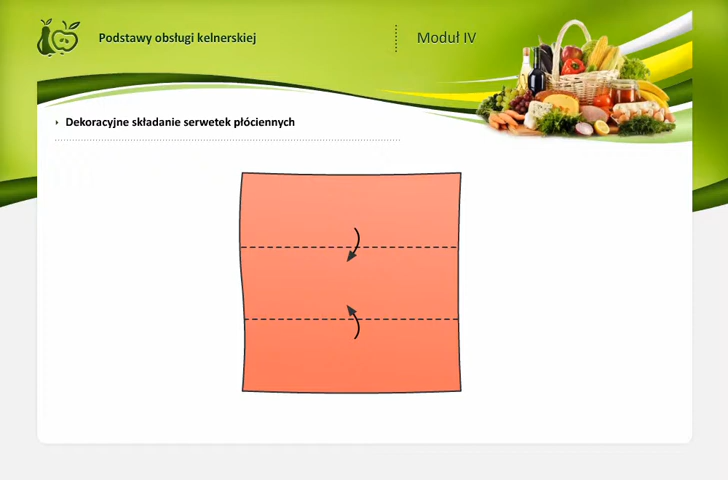 Podstawy obsługi kelnerskiej
Moduł IV
Dekoracyjne składanie serwetek płóciennych